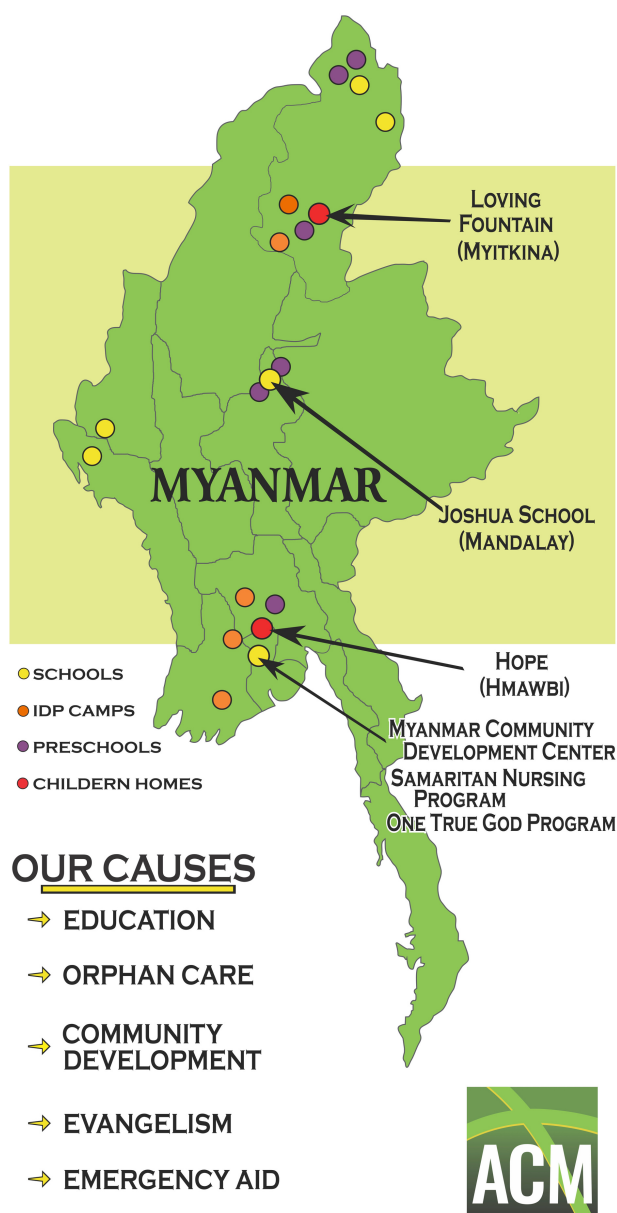 LOVING
FOUNTAIN
(MYITKINA)
MYANMAR
JOSHUA SCHOOL
(MANDALAY)
HOPE
(HMAWBI)
SCHOOLS
IDP CAMPS
PRESCHOOLS
CHILDERN HOMES
MYANMAR COMMUNITY
DEVELOPMENT CENTER
SAMARITAN NURSING
PROGRAM
ONE TRUE GOD PROGRAM
OUR CAUSES
EDUCATION
ORPHAN CARE
COMMUNITY
DEVELOPMENT
EVANGELISM
EMERGENCY AID
ACM